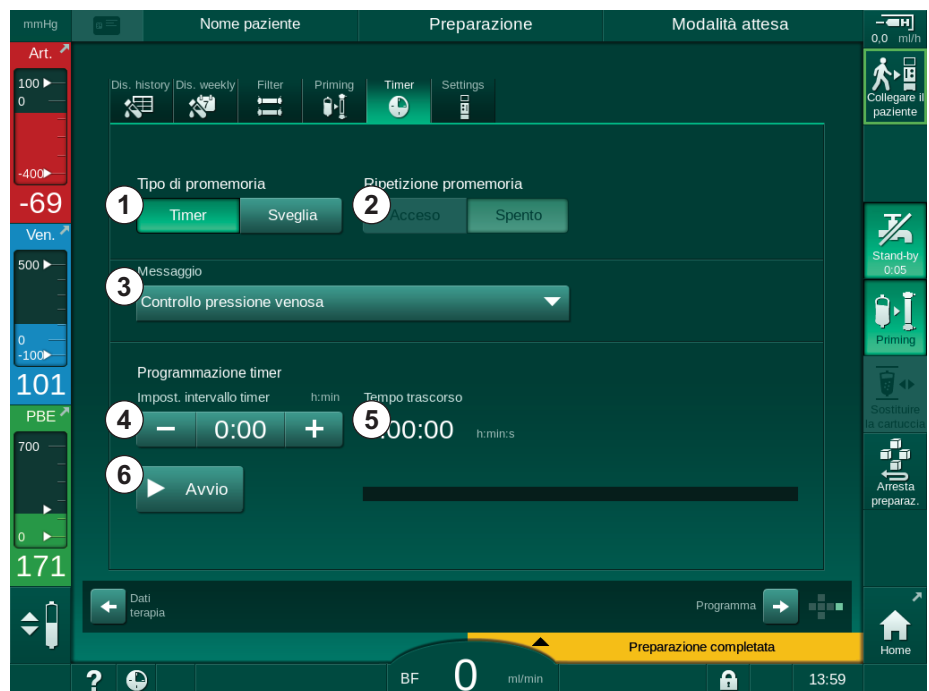 mmHg
Nome paziente
Preparazione
Modalità attesa
0,0 ml/h
Art.
100
0
-400
-69
Ven.
500
0
-100
101
PBE
700
0
171
Dis. history
Dis. weekly
7
Filter
Priming
Timer
Settings
Tipo di promemoria
Ripetizione promemoria
1
Timer
Sveglia
2
Acceso
Spento
Messaggio
3
Controllo pressione venosa
Programmazione timer
Impost. intervallo timer h:min
Tempo trascorso
4
− 0:00 +
5
:00:00 h:min:s
6
Avvio
Dati
terapia
Programma
Preparazione completata
? BF 0 ml/min
13:59
Collegare il
paziente
Stand-by
0:05
Priming
Sostituire
la cartuccia
Arresta
preparaz.
Home